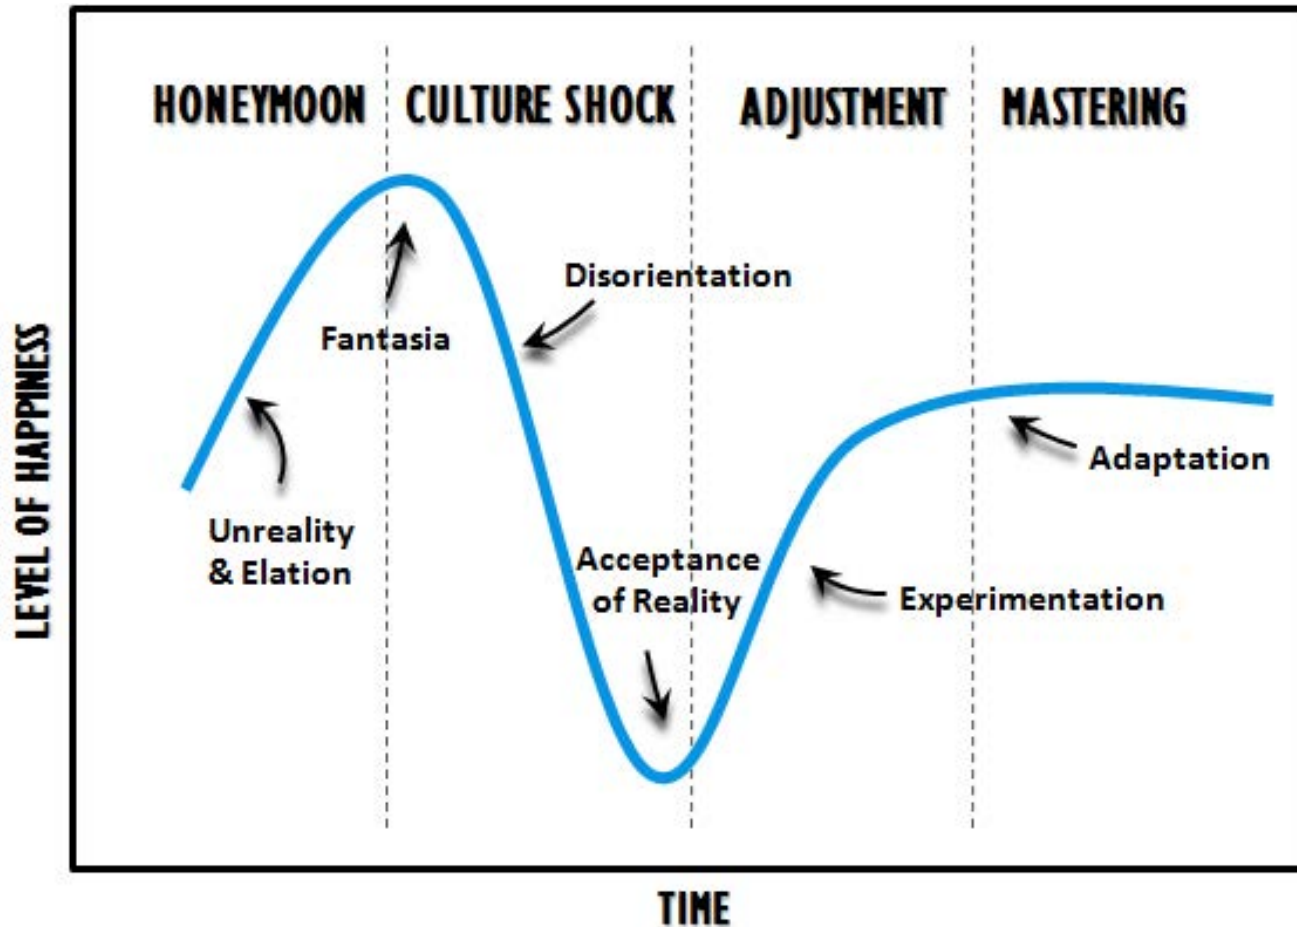 HONEYMOON
CULTURE SHOCK
ADJUSTMENT
MASTERING
Disorientation
Fantasia
Adaptation
Unreality
& Elation
Acceptance
of Reality
Experimentation
LEVEL OF HAPPINESS
TIME